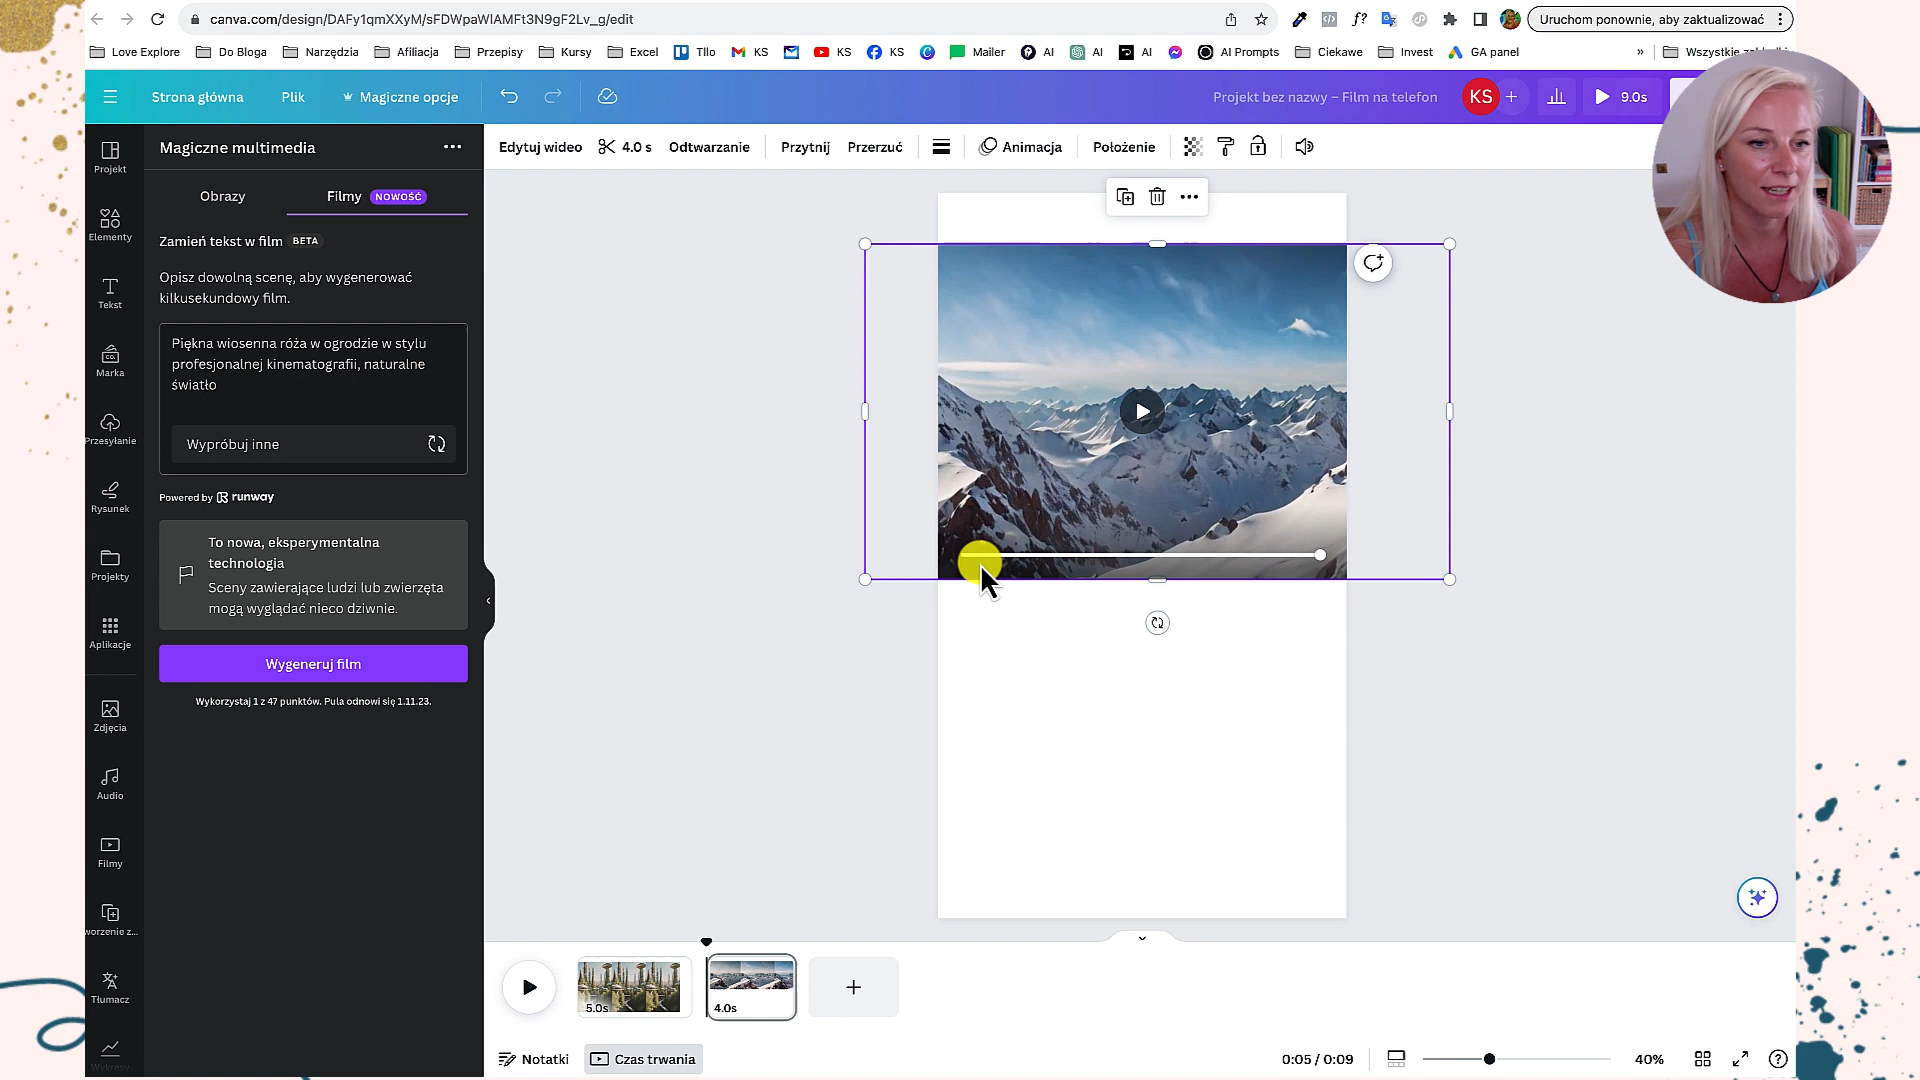 canva.com/design/DAFy1qmXXyM/sFDWpaWIAMFt3N9gF2Lv_g/edit
Uruchom ponownie, aby zaktualizować
Love Explore Do Bloga Narzędzia Afiliacja Przepisy Kursy Excel Tllo KS KS KS Mailer AI AI AI AI Prompts Ciekawe Invest GA panel » Wszystkie
Strona główna Plik Magiczne opcje Projekt bez nazwy – Film na telefon KS + 9.0s
Edytuj wideo 4.0 s Odtwarzanie Przytnij Przerzuć Animacja Położenie
Projekt
Elementy
Tekst
Marka
Przesyłanie
Rysunek
Projekty
Aplikacje
Zdjęcia
Audio
Filmy
worzenie z...
Tłumacz
Wykresy
Magiczne multimedia
Obrazy Filmy NOWOŚĆ
Zamień tekst w film BETA
Opisz dowolną scenę, aby wygenerować
kilkusekundowy film.
Piękna wiosenna róża w ogrodzie w stylu
profesjonalnej kinematografii, naturalne
światło
Wypróbuj inne
Powered by runway
To nowa, eksperymentalna
technologia
Sceny zawierające ludzi lub zwierzęta
mogą wyglądać nieco dziwnie.
Wygeneruj film
Wykorzystaj 1 z 47 punktów. Pula odnowi się 1.11.23.
5.0s 4.0s
Notatki Czas trwania 0:05 / 0:09 40%